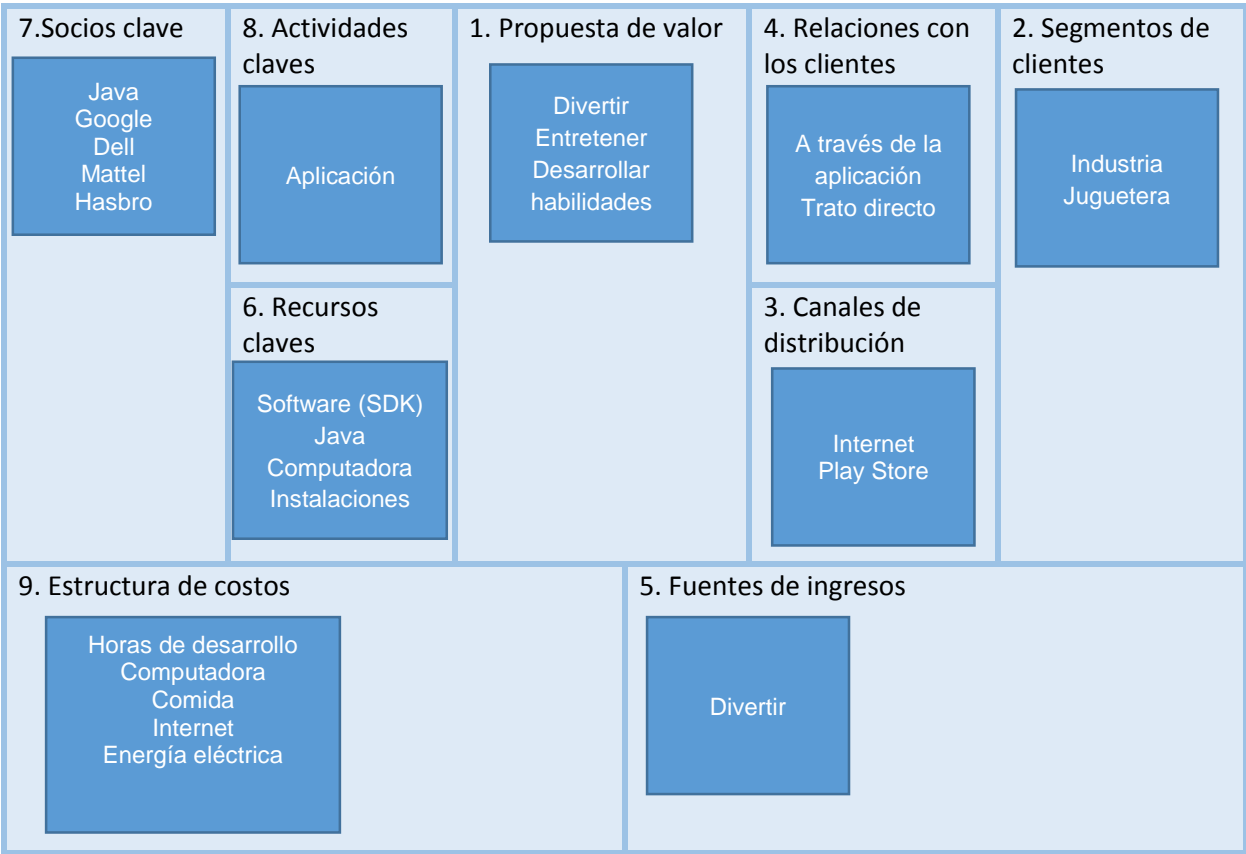 7.Socios clave
Java
Google
Dell
Mattel
Hasbro
8. Actividades
claves
Aplicación
6. Recursos
claves
Software (SDK)
Java
Computadora
Instalaciones
1. Propuesta de valor
Divertir
Entretener
Desarrollar
habilidades
4. Relaciones con
los clientes
A través de la
aplicación
Trato directo
3. Canales de
distribución
Internet
Play Store
2. Segmentos de
clientes
Industria
Juguetera
9. Estructura de costos
Horas de desarrollo
Computadora
Comida
Internet
Energía eléctrica
5. Fuentes de ingresos
Divertir